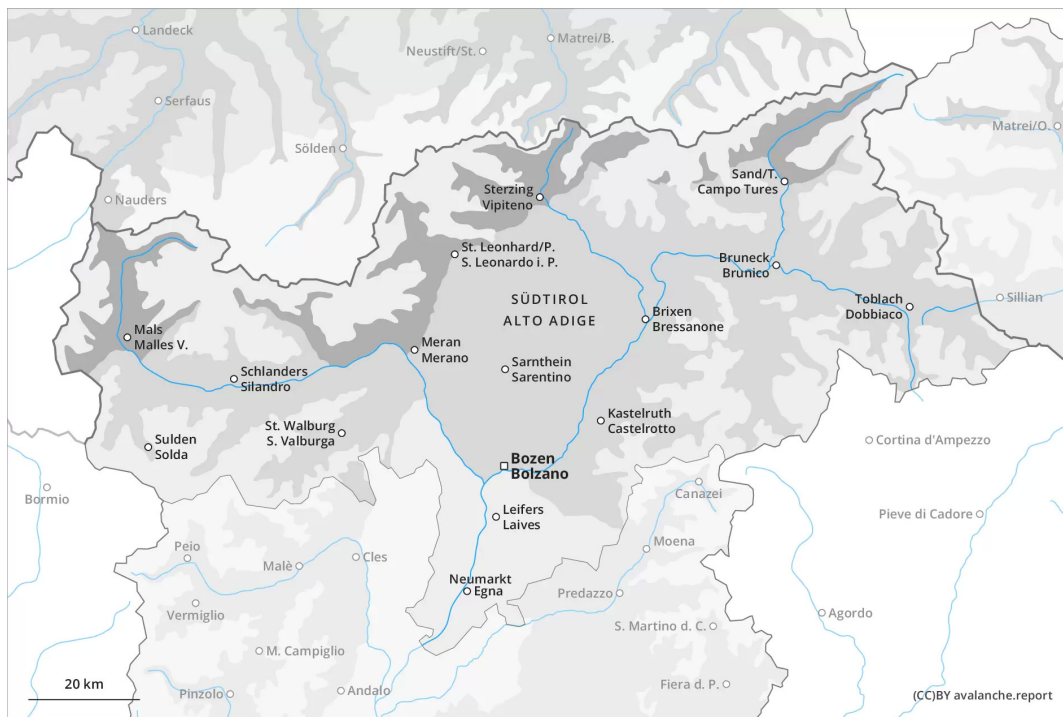 Landeck
Matrei/B.
Neustift/St.
Serfaus
Matrei/O.
Sölden
Sand/T.
Campo Tures
Sterzing
Vipiteno
Nauders
St. Leonhard/P.
S. Leonardo i. P.
Bruneck
Brunico
SÜDTIROL
ALTO ADIGE
Toblach
Dobbiaco
Sillian
Brixen
Bressanone
Mals
Malles V.
Meran
Merano
Sarnthein
Sarentino
Schlanders
Silandro
Kastelruth
Castelrotto
St. Walburg
S. Valburga
Sulden
Solda
Cortina d'Ampezzo
Bozen
Bolzano
Bormio
Canazei
Leifers
Laives
Pieve di Cadore
Peio
Cles
Moena
Malè
Neumarkt
Egna
Predazzo
Vermiglio
Agordo
S. Martino d. C.
M. Campiglio
20 km
Pinzolo
Andalo
Fiera d. P.
(CC)BY avalanche.report